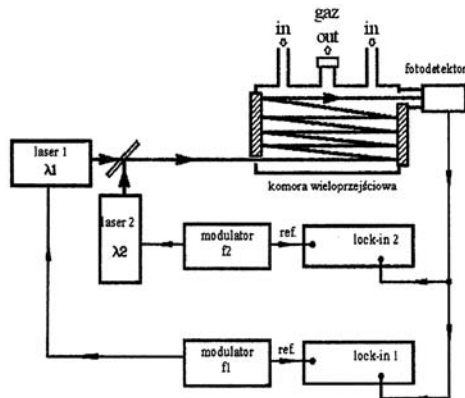 gaz
in out in
fotodetektor
laser 1
λ1
komora wieloprzejściowa
laser 2
λ2
modulator
f2
ref.
lock-in 2
modulator
f1
ref.
lock-in 1